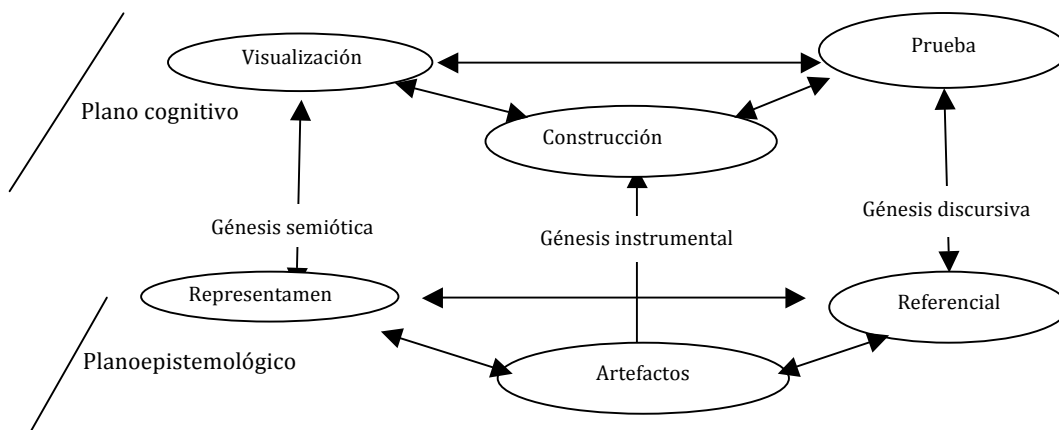 Visualización
Prueba
Plano cognitivo
Construcción
Génesis semiótica
Génesis instrumental
Génesis discursiva
Representamen
Referencial
Planoepistemológico
Artefactos